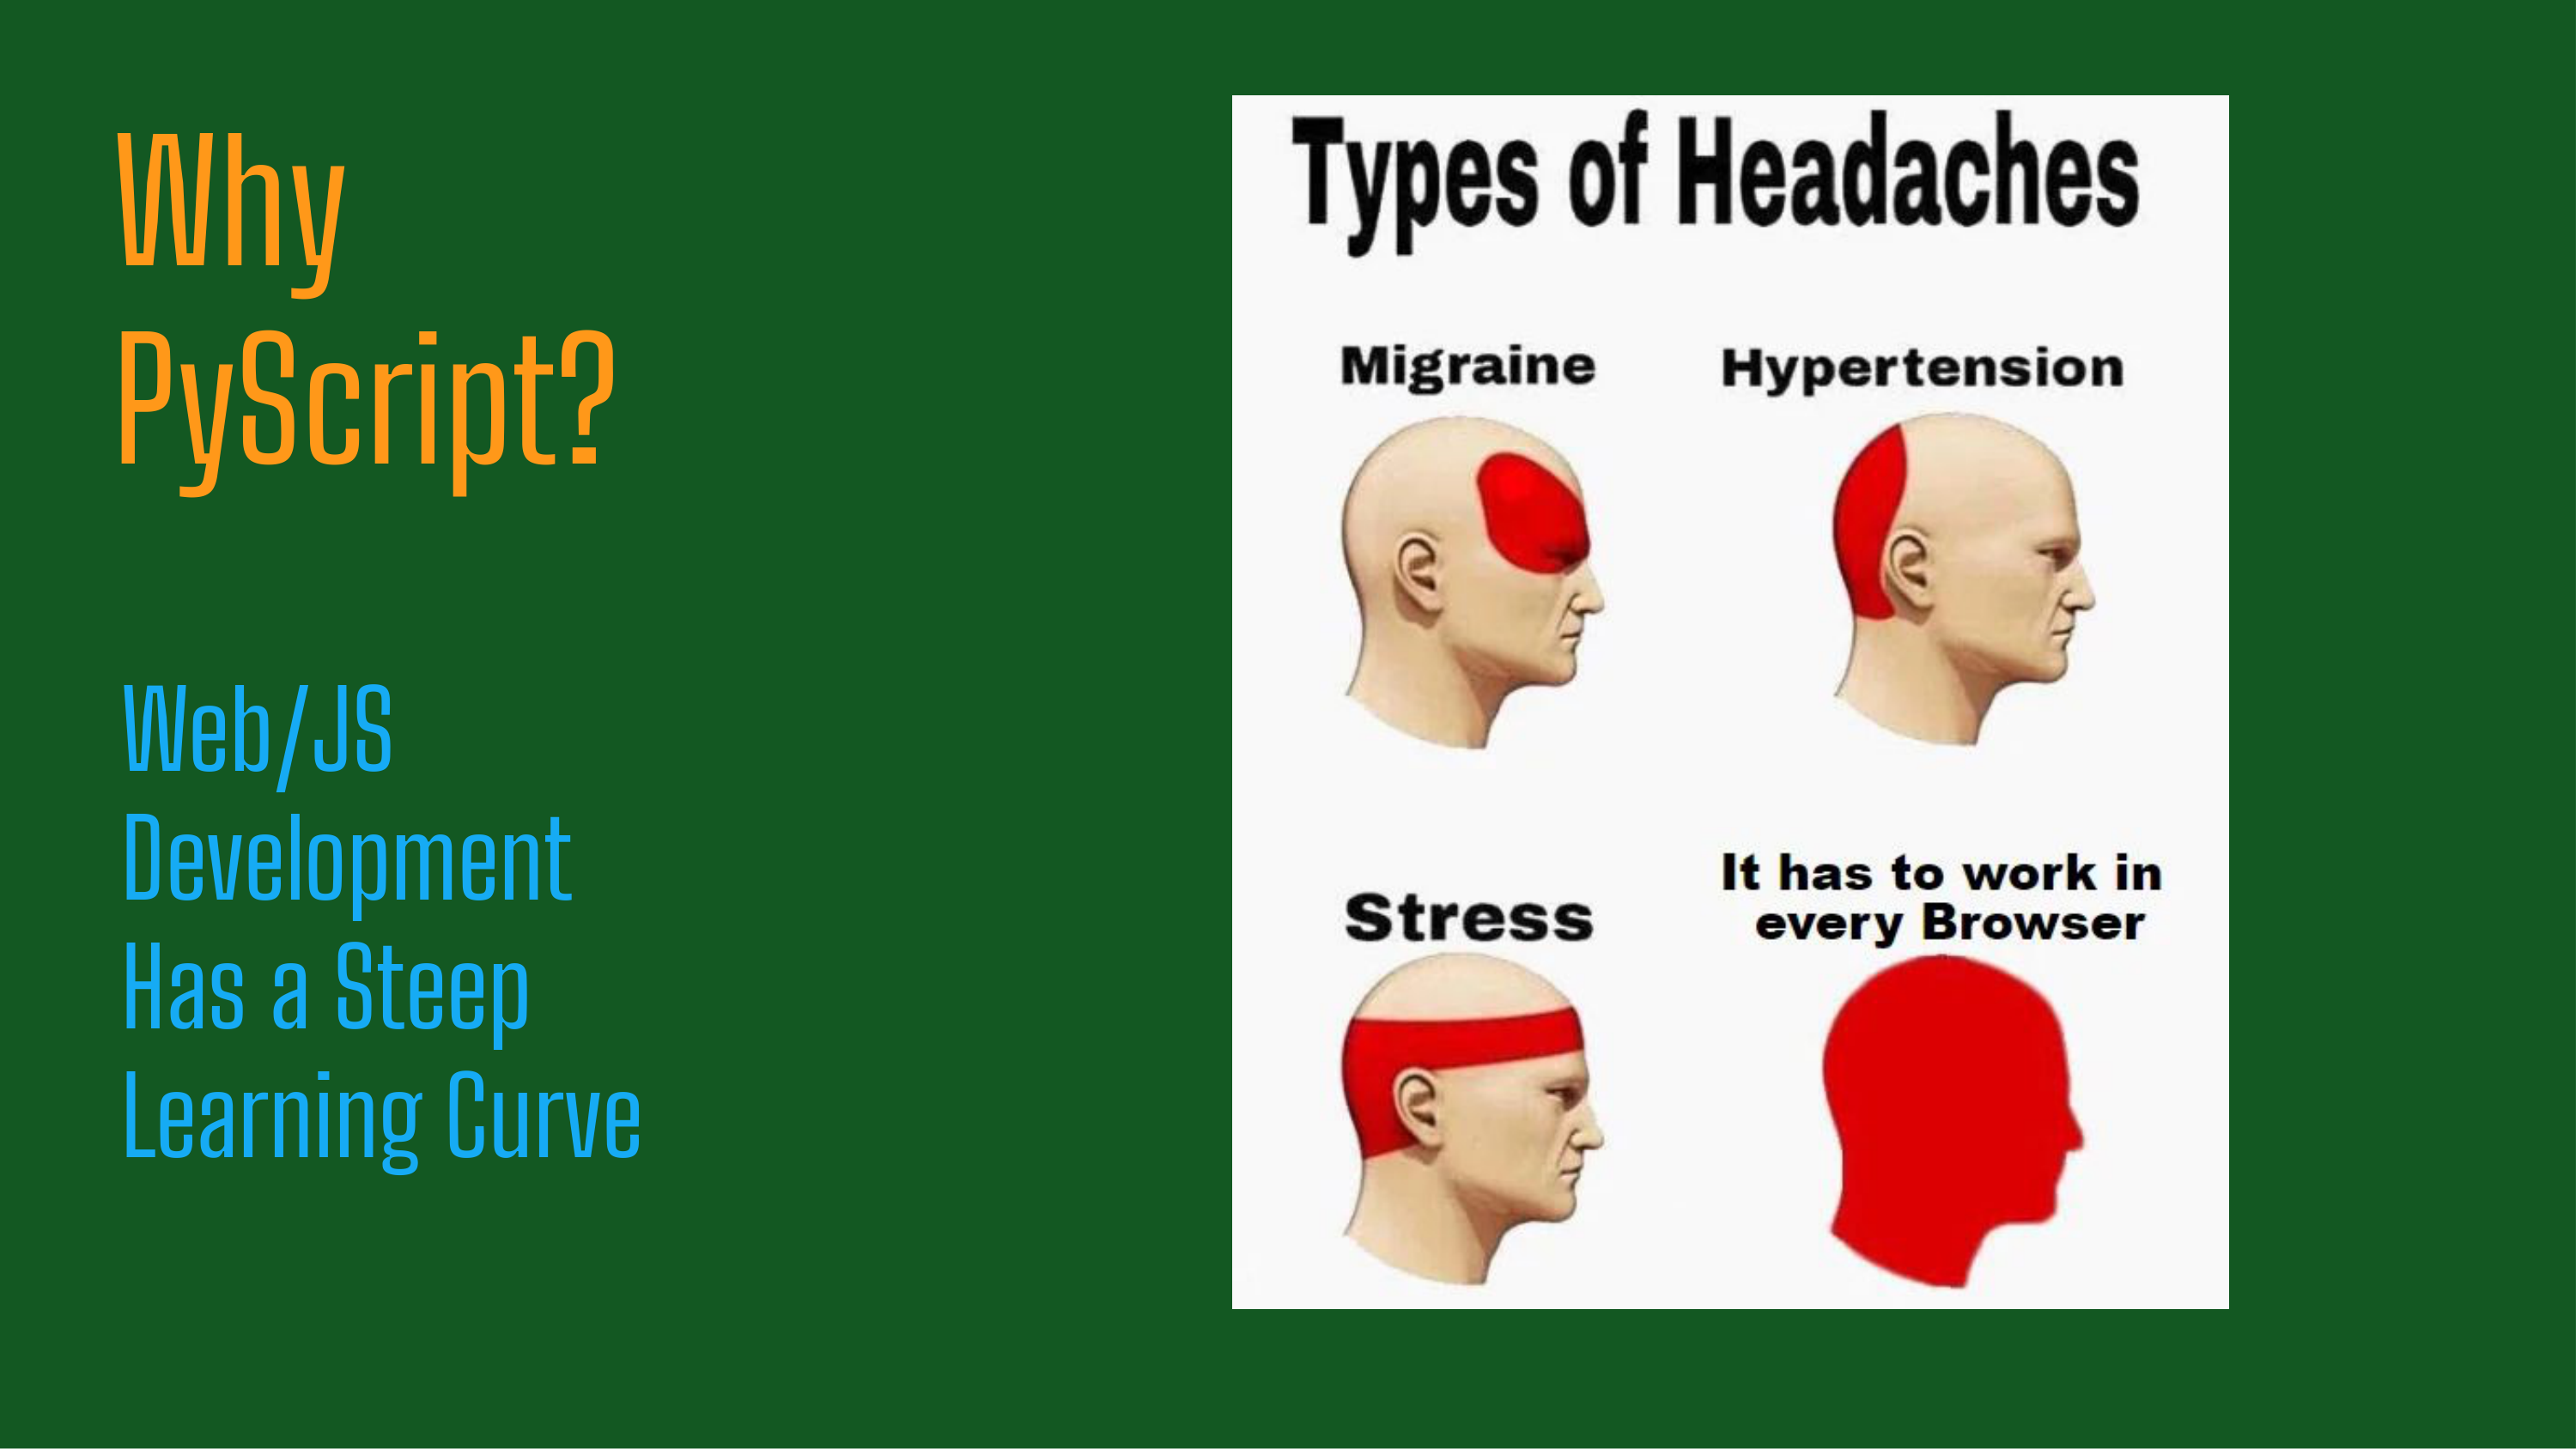 Why
PyScript?
Web/JS
Development
Has a Steep
Learning Curve
Types of Headaches
Migraine
Hypertension
Stress
It has to work in
every Browser